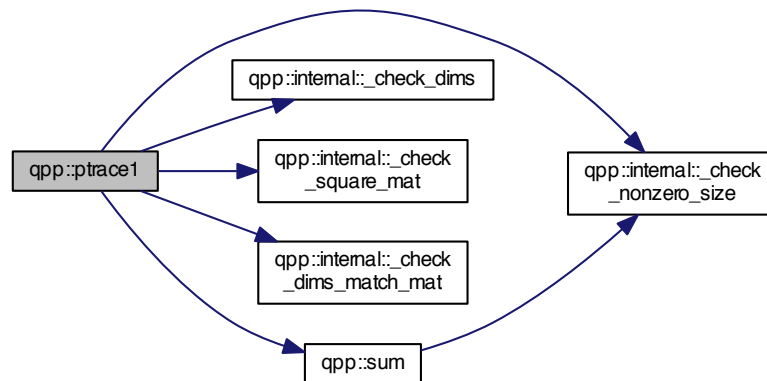 qpp::internal::_check_dims
qpp::ptrace1
qpp::internal::_check
_square_mat
qpp::internal::_check
_nonzero_size
qpp::internal::_check
_dims_match_mat
qpp::sum